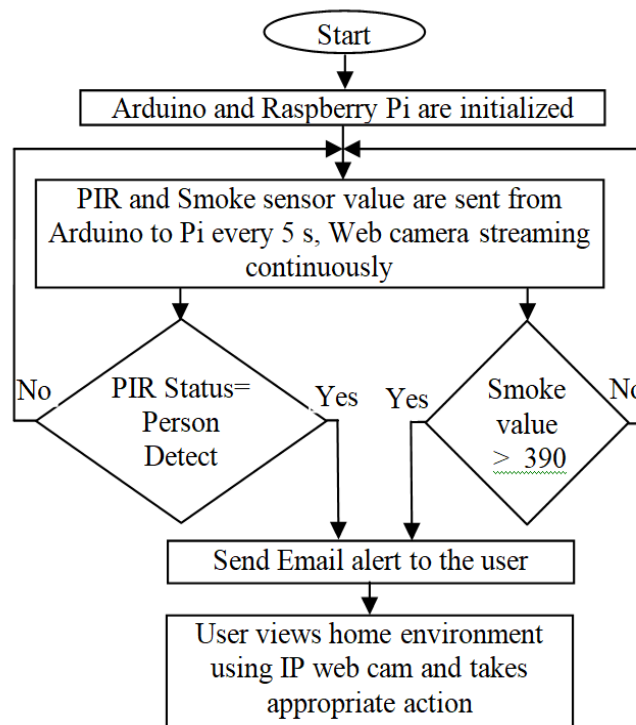 Start
Arduino and Raspberry Pi are initialized
PIR and Smoke sensor value are sent from
Arduino to Pi every 5 s, Web camera streaming
continuously
No
PIR Status=
Person
Detect
Yes
Yes
Smoke
value
> 390
No
Send Email alert to the user
User views home environment
using IP web cam and takes
appropriate action